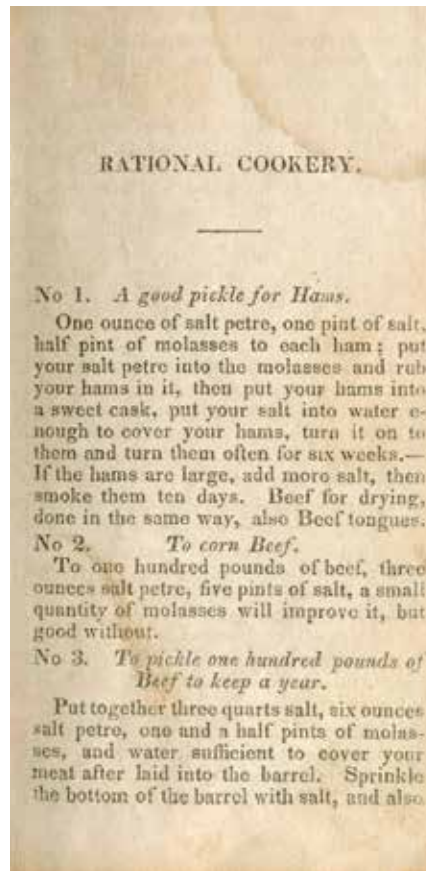 RATIONAL COOKERY.
No 1. A good pickle for Hams.
One ounce of salt petre, one pint of salt,
half pint of molasses to each ham; put
your salt petre into the molasses and rub
your hams in it, then put your hams into
a sweet cask, put your salt into water e-
nough to cover your hams, turn it on to
them and turn them often for six weeks.—
If the hams are large, add more salt, then
smoke them ten days. Beef for drying,
done in the same way, also Beef tongues.
No 2. To corn Beef.
To one hundred pounds of beef, three
ounces salt petre, five pints of salt, a small
quantity of molasses will improve it, but
good without.
No 3. To pickle one hundred pounds of
Beef to keep a year.
Put together three quarts salt, six ounces
salt petre, one and a half pints of molas-
ses, and water sufficient to cover your
meat after laid into the barrel. Sprinkle
the bottom of the barrel with salt, and also